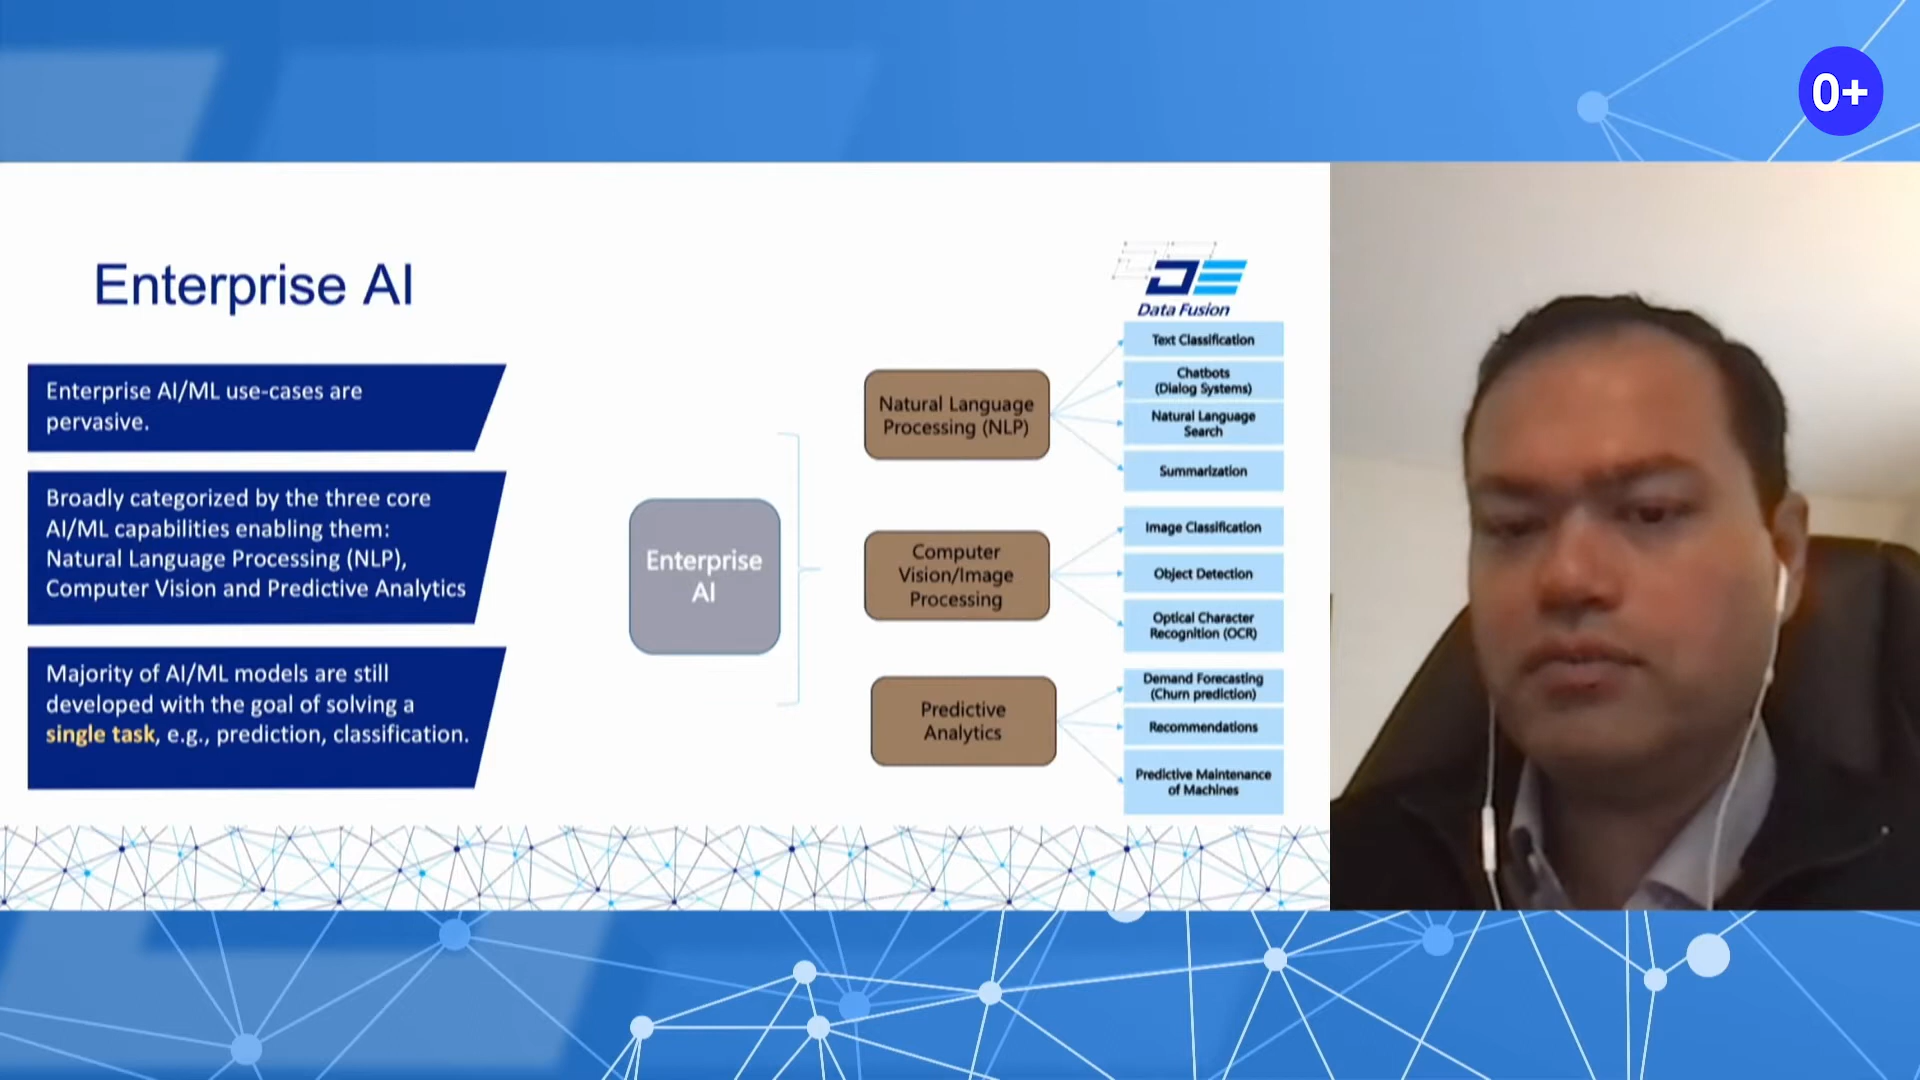 0+
Enterprise AI
Data Fusion
Enterprise AI/ML use-cases are
pervasive.
Broadly categorized by the three core
AI/ML capabilities enabling them:
Natural Language Processing (NLP),
Computer Vision and Predictive Analytics
Majority of AI/ML models are still
developed with the goal of solving a
single task, e.g., prediction, classification.
Enterprise
AI
Natural Language
Processing (NLP)
Text Classification
Chatbots
(Dialog Systems)
Natural Language
Search
Summarization
Computer
Vision/Image
Processing
Image Classification
Object Detection
Optical Character
Recognition (OCR)
Predictive
Analytics
Demand Forecasting
(Churn prediction)
Recommendations
Predictive Maintenance
of Machines